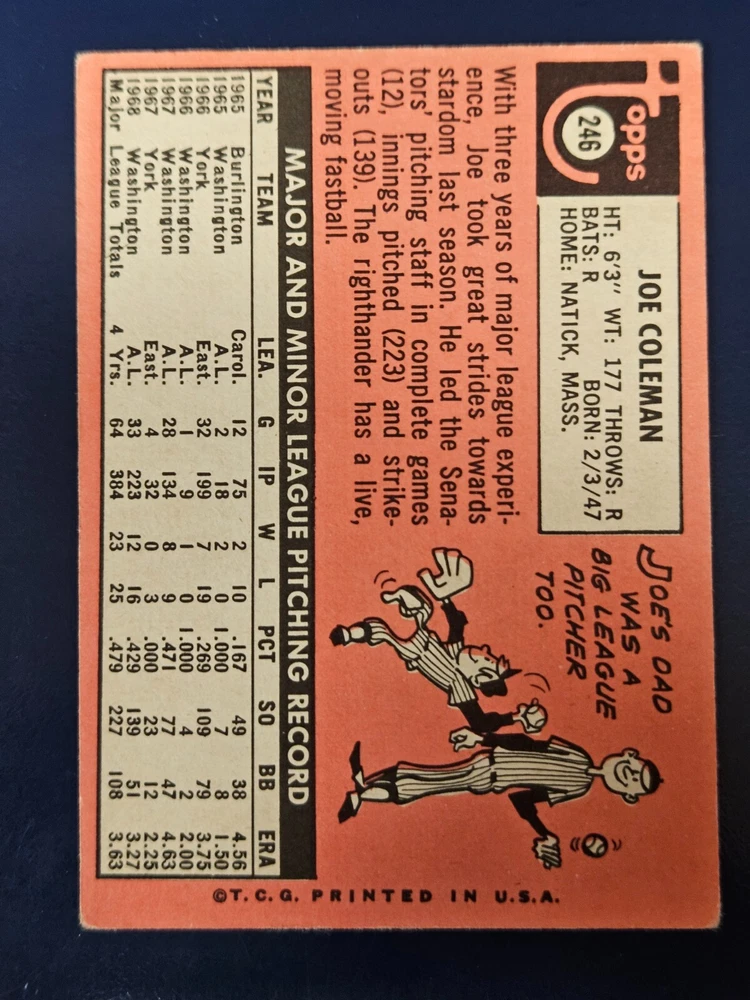 Topps
246
JOE COLEMAN
HT: 6'3" WT: 177 THROWS: R
BATS: R BORN: 2/3/47
HOME: NATICK, MASS.
With three years of major league experi-
ence, Joe took great strides towards
stardom last season. He led the Sena-
tors' pitching staff in complete games
(12), innings pitched (223) and strike-
outs (139). The righthander has a live,
moving fastball.
JOE'S DAD
WAS A
BIG LEAGUE
PITCHER
TOO.
MAJOR AND MINOR LEAGUE PITCHING RECORD
YEAR TEAM LEA. G IP W L PCT SO BB ERA
1965 Burlington Carol. 12 75 2 10 .167 49 38 4.56
1965 Washington A.L. 2 18 2 0 1.000 7 8 1.50
1966 York East. 32 199 7 19 .269 109 79 3.75
1966 Washington A.L. 1 9 1 0 1.000 4 2 2.00
1967 Washington A.L. 28 134 8 9 .471 77 47 4.63
1967 York East. 4 32 0 3 .000 23 12 2.25
1968 Washington A.L. 33 223 12 16 .429 139 51 3.27
Major League Totals 4 Yrs. 64 384 23 25 .479 227 108 3.63
©T.C.G. PRINTED IN U.S.A.